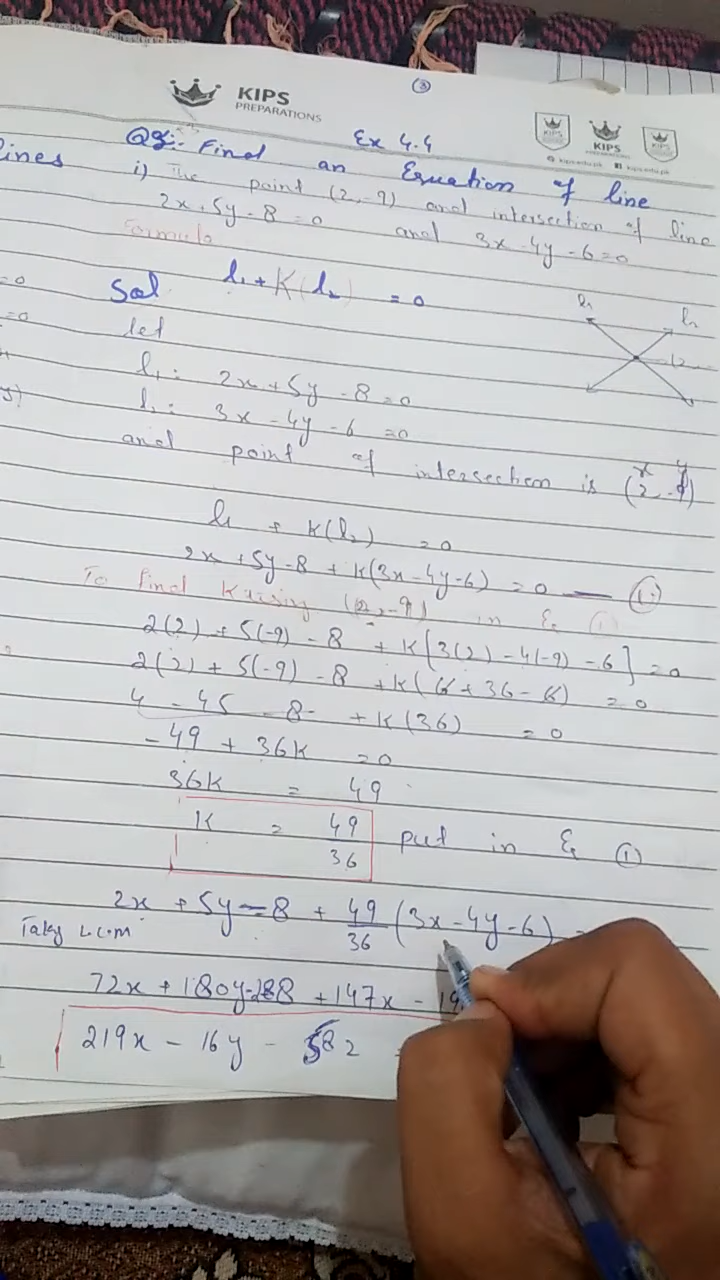 ③
KIPS
PREPARATIONS
Ex 4.4
Find an Equation of line
i) The point (2,-9) and intersection of line
2x+5y-8=0 and 3x-4y-6=0
Formula
Sol l₁+K(l₂) =0
let
l₁ l₂
l₁: 2x+5y-8=0
l₂: 3x-4y-6=0
x y
and point of intersection is (2,-9)
l₁ + K(l₂) =0
2x+5y-8+k(3x-4y-6)=0
To find K (2,-9) in
2(2)+5(-9)-8 +K[3(2)-4(-9)-6]=0
2(2)+5(-9)-8 +k(6+36-6) =0
4-45-8 +k(36) =0
-49+36k =0
36k = 49
K = 49/36 put in Eq ①
2x+5y-8+49/36(3x-4y-6)
L.C.M
72x+180y-288+147x-19
219x-16y-582
lines
=0
=0